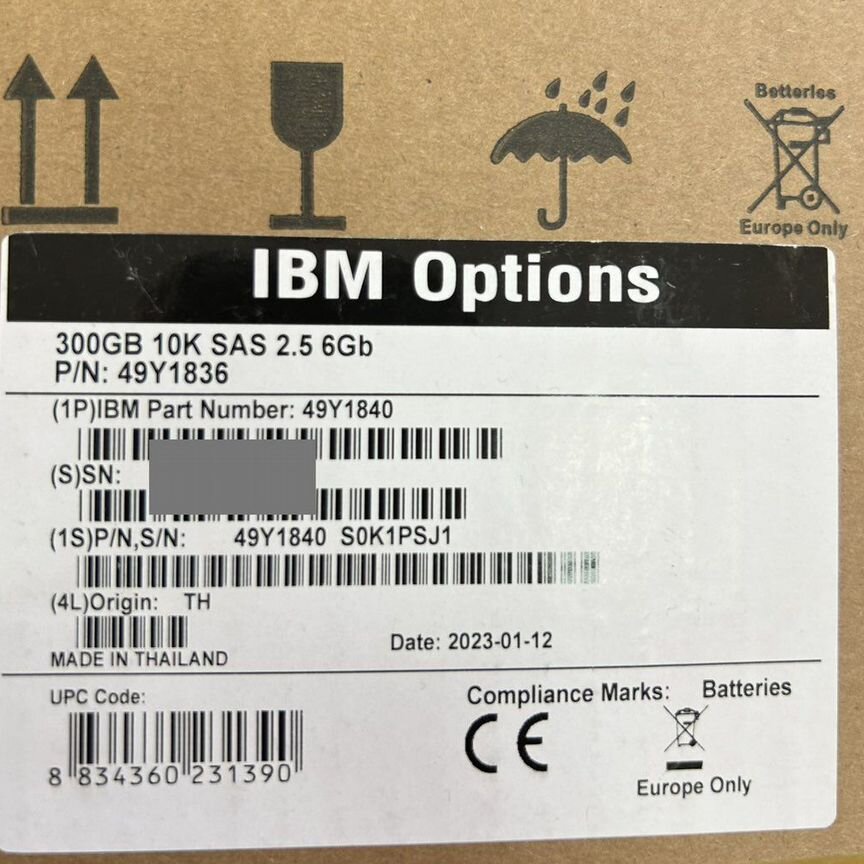 Batteries
Europe Only
IBM Options
300GB 10K SAS 2.5 6Gb
P/N: 49Y1836
(1P)IBM Part Number: 49Y1840
(S)SN:
(1S)P/N,S/N: 49Y1840 S0K1PSJ1
(4L)Origin: TH
Date: 2023-01-12
MADE IN THAILAND
UPC Code:
8 834360 231390
Compliance Marks: Batteries
CE
Europe Only